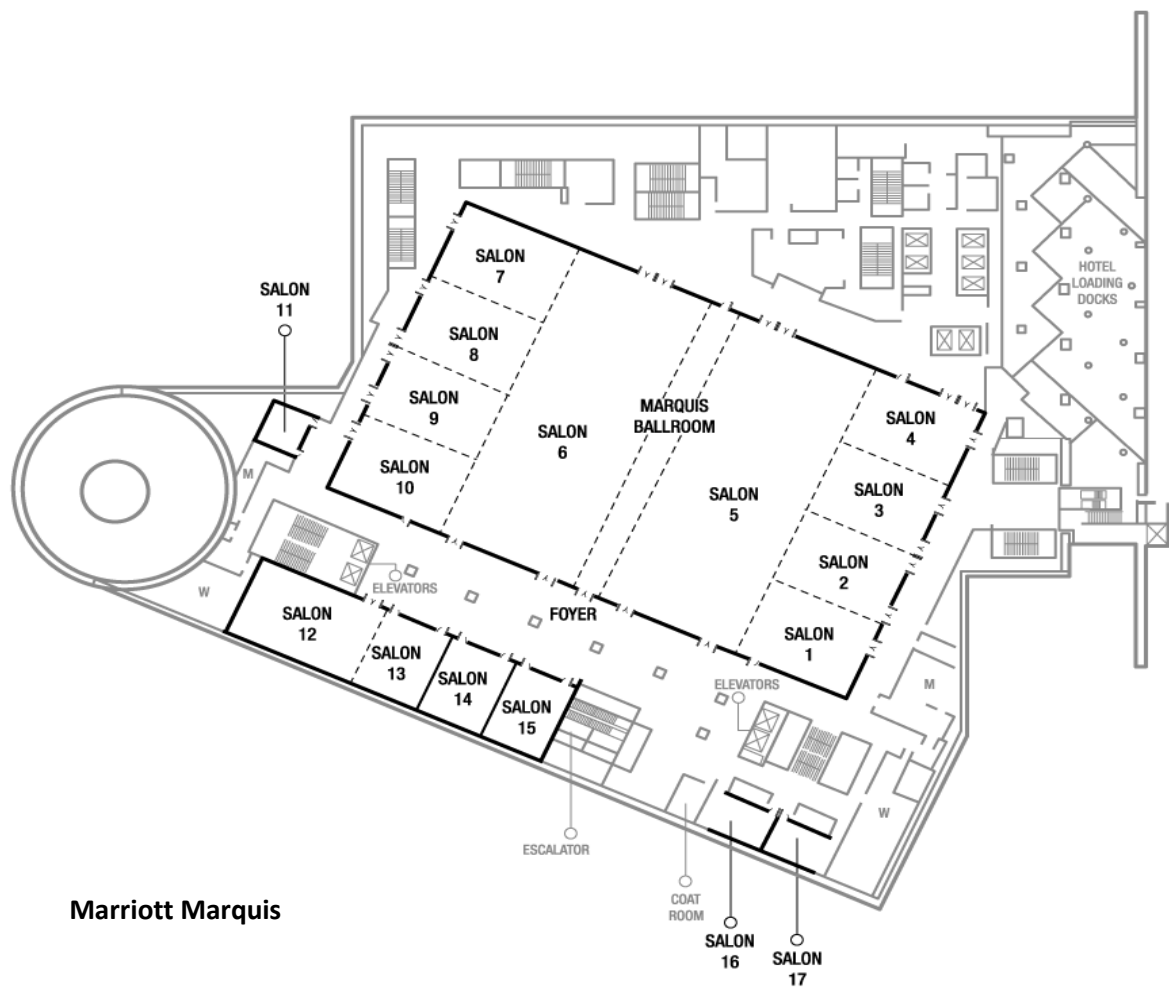 SALON
7
HOTEL
LOADING
DOCKS
SALON
11
SALON
8
SALON
9
MARQUIS
BALLROOM
SALON
4
SALON
6
SALON
10
M
SALON
3
SALON
5
SALON
2
ELEVATORS
W
SALON
12
FOYER
SALON
1
SALON
13
SALON
14
SALON
15
ELEVATORS
M
W
ESCALATOR
COAT
ROOM
Marriott Marquis
SALON
16
SALON
17